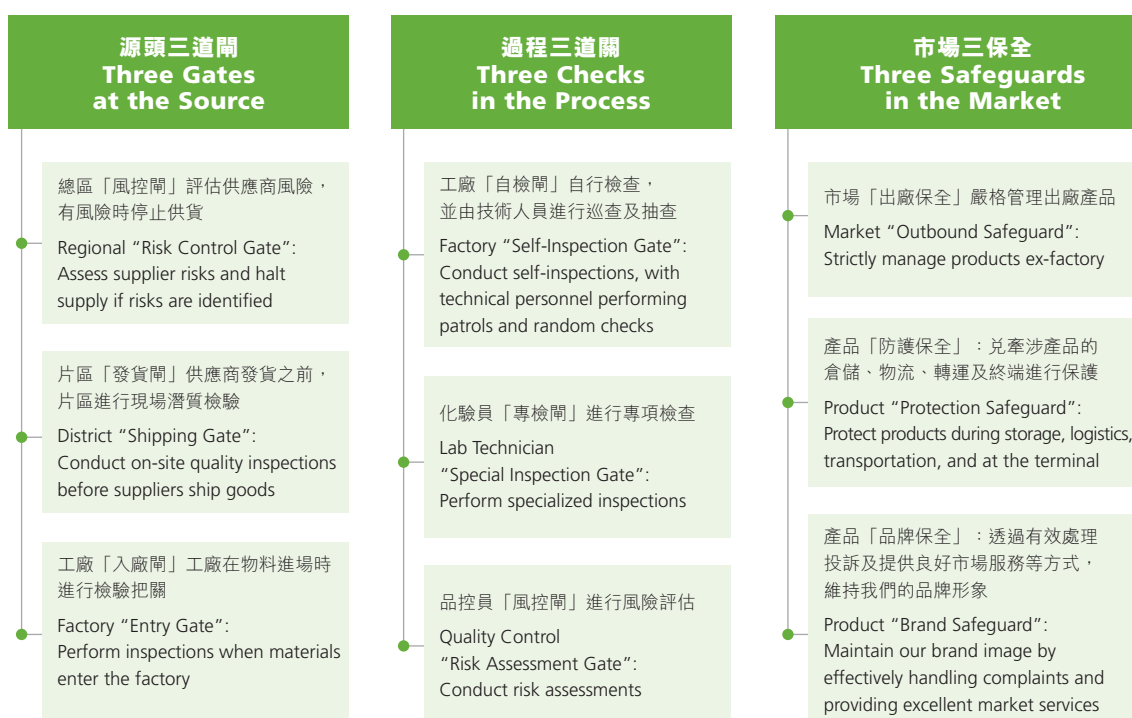 源頭三道閘
Three Gates
at the Source
總區「風控閘」評估供應商風險，
有風險時停止供貨
Regional “Risk Control Gate”:
Assess supplier risks and halt
supply if risks are identified
片區「發貨閘」供應商發貨之前，
片區進行現場潛質檢驗
District “Shipping Gate”:
Conduct on-site quality inspections
before suppliers ship goods
工廠「入廠閘」工廠在物料進場時
進行檢驗把關
Factory “Entry Gate”:
Perform inspections when materials
enter the factory
過程三道關
Three Checks
in the Process
工廠「自檢閘」自行檢查，
並由技術人員進行巡查及抽查
Factory “Self-Inspection Gate”:
Conduct self-inspections, with
technical personnel performing
patrols and random checks
化驗員「專檢閘」進行專項檢查
Lab Technician
“Special Inspection Gate”:
Perform specialized inspections
品控員「風控閘」進行風險評估
Quality Control
“Risk Assessment Gate”:
Conduct risk assessments
市場三保全
Three Safeguards
in the Market
市場「出廠保全」嚴格管理出廠產品
Market “Outbound Safeguard”:
Strictly manage products ex-factory
產品「防護保全」：兑牽涉產品的
倉儲、物流、轉運及終端進行保護
Product “Protection Safeguard”:
Protect products during storage, logistics,
transportation, and at the terminal
產品「品牌保全」：透過有效處理
投訴及提供良好市場服務等方式，
維持我們的品牌形象
Product “Brand Safeguard”:
Maintain our brand image by
effectively handling complaints and
providing excellent market services